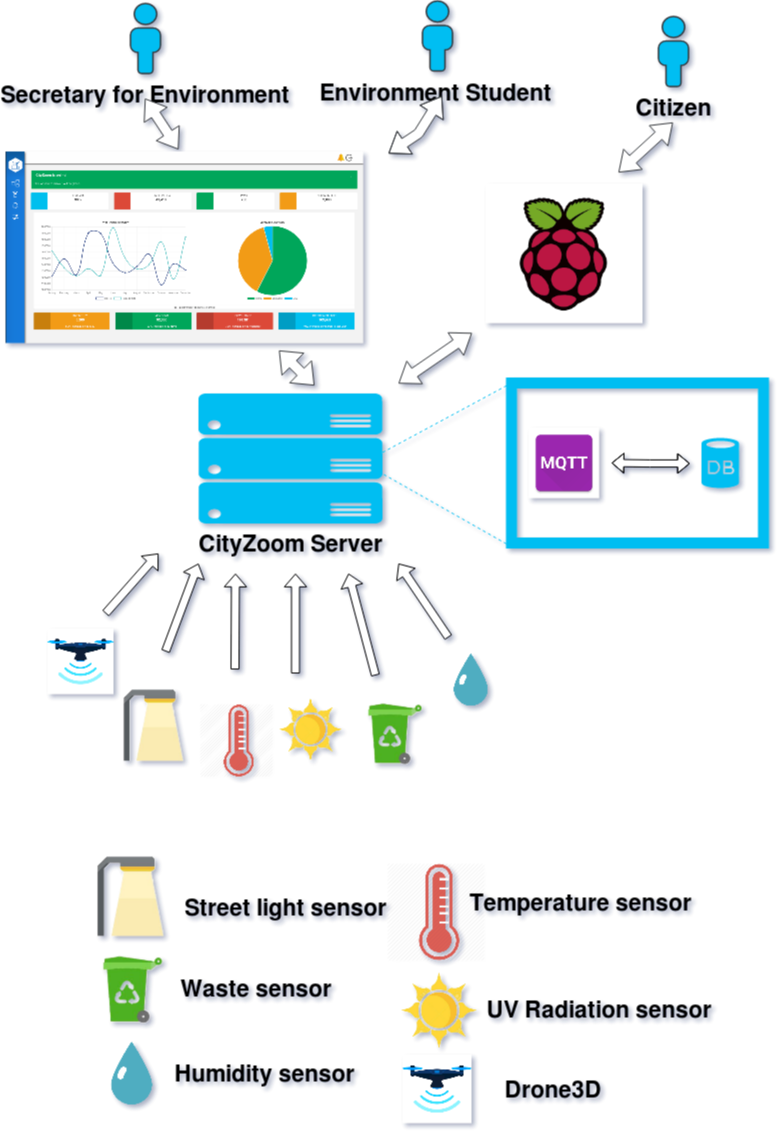 Secretary for Environment
Environment Student
Citizen
MQTT
DB
CityZoom Server
Street light sensor
Temperature sensor
Waste sensor
UV Radiation sensor
Humidity sensor
Drone3D